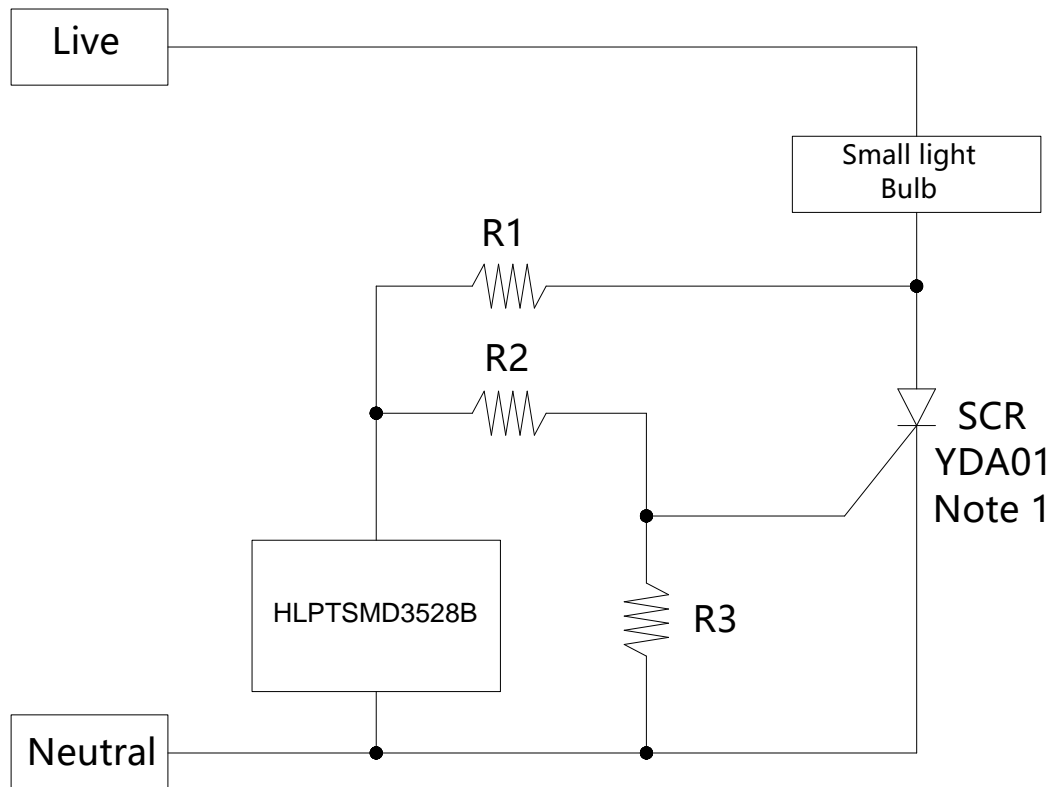 Live
Small light
Bulb
R1
R2
SCR
YDA01
Note 1
HLPTSMD3528B
R3
Neutral